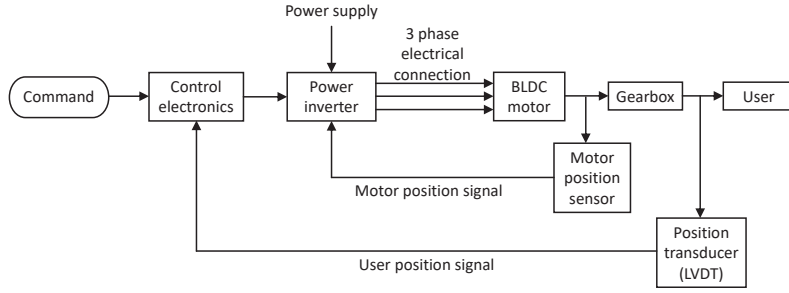 Power supply
3 phase
electrical
connection
Command
Control
electronics
Power
inverter
BLDC
motor
Gearbox
User
Motor position signal
Motor
position
sensor
User position signal
Position
transducer
(LVDT)